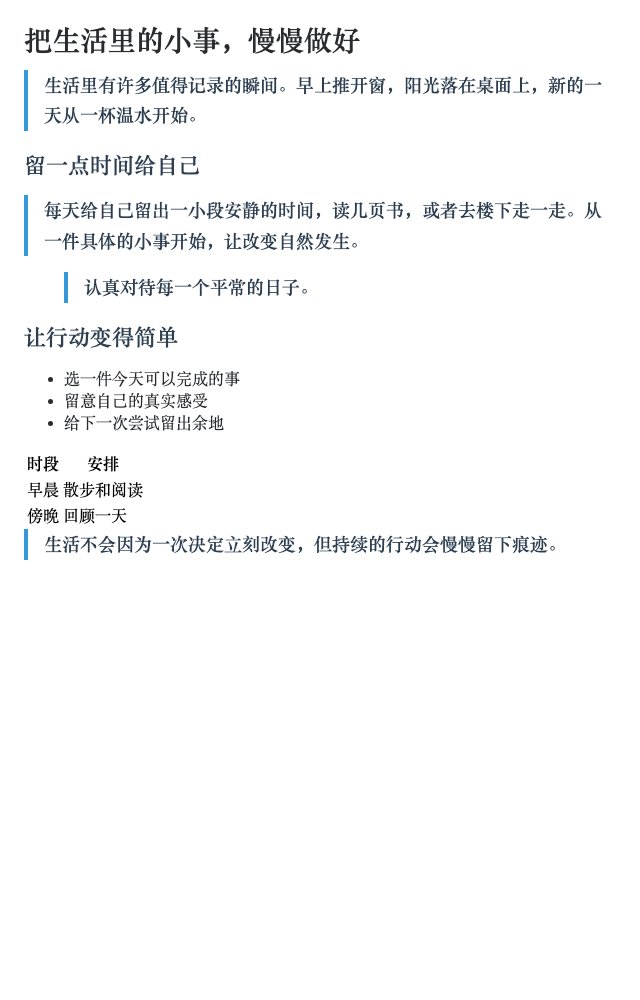 把生活里的小事，慢慢做好
生活里有许多值得记录的瞬间。早上推开窗，阳光落在桌面上，新的一
天从一杯温水开始。
留一点时间给自己
每天给自己留出一小段安静的时间，读几页书，或者去楼下走一走。从
一件具体的小事开始，让改变自然发生。
认真对待每一个平常的日子。
让行动变得简单
• 选一件今天可以完成的事
• 留意自己的真实感受
• 给下一次尝试留出余地
时段 安排
早晨 散步和阅读
傍晚 回顾一天
生活不会因为一次决定立刻改变，但持续的行动会慢慢留下痕迹。